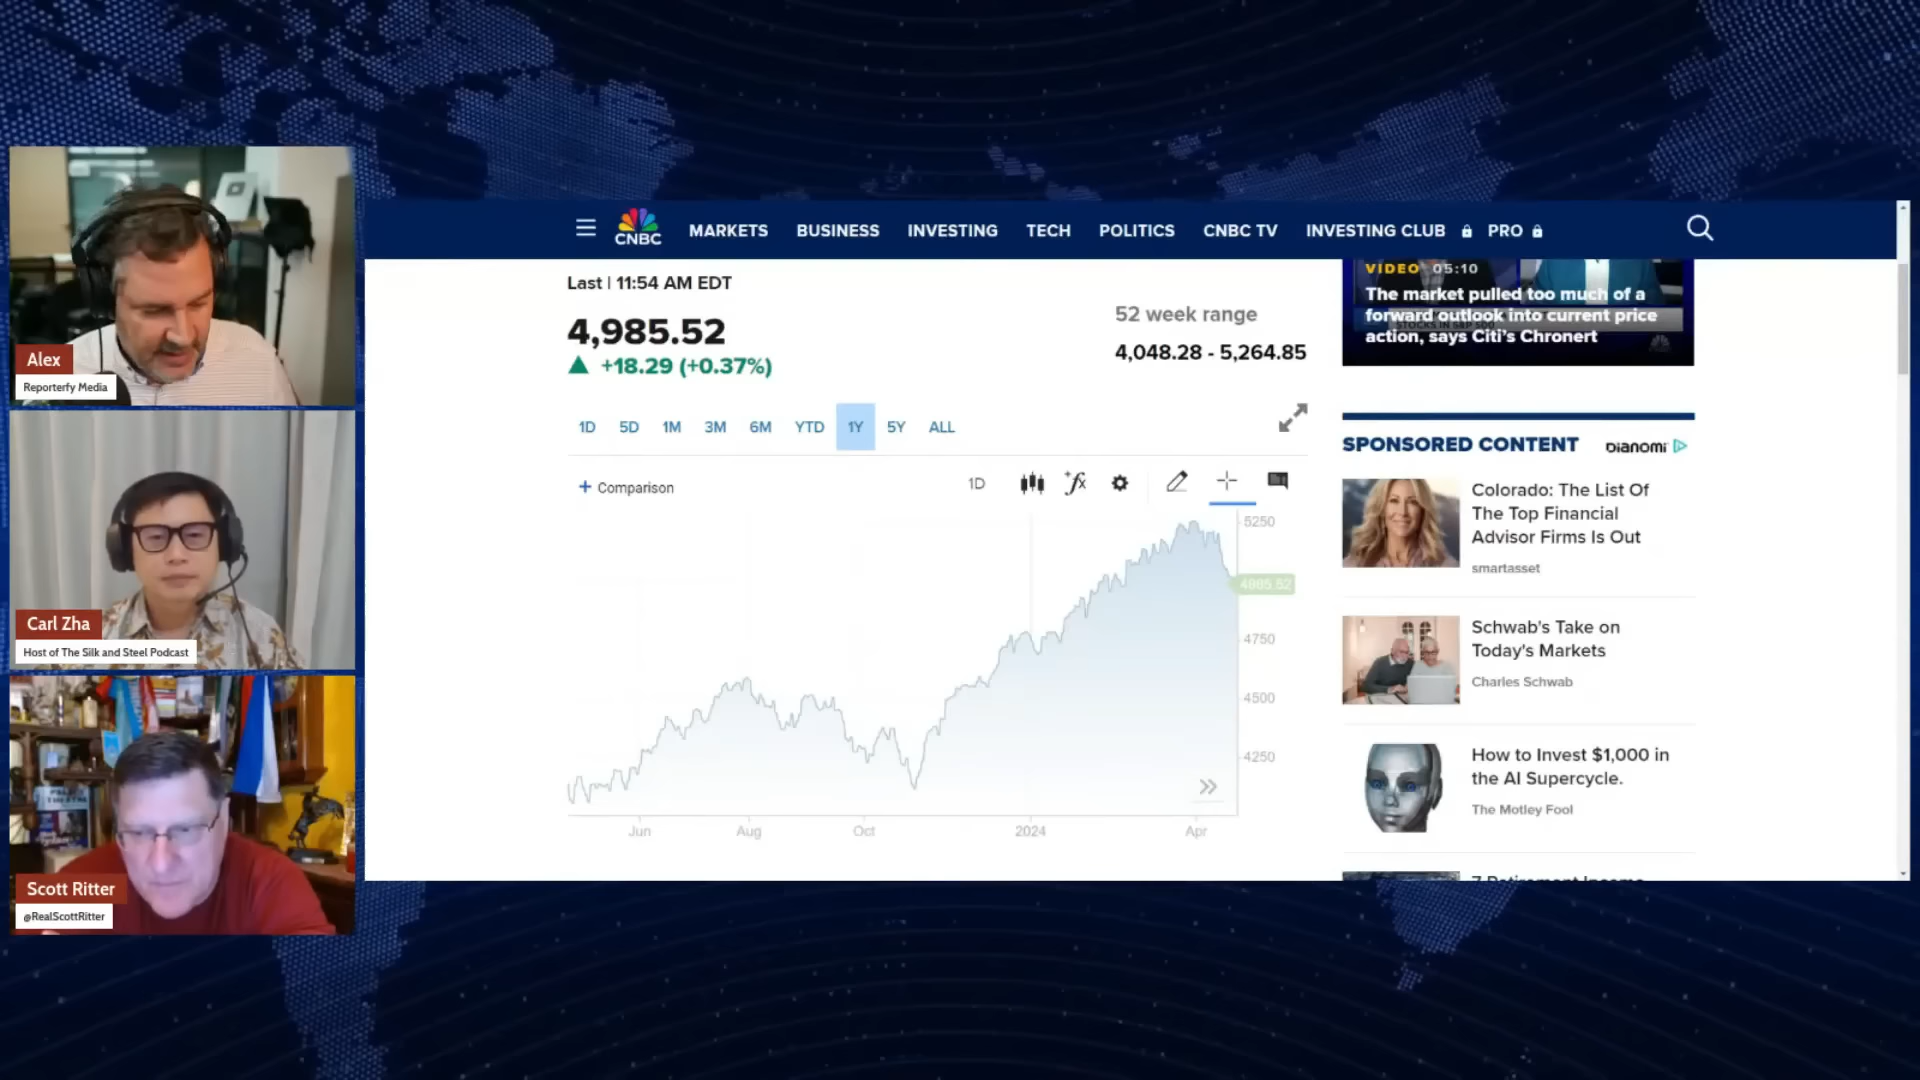 Alex
Reporterfy Media
Carl Zha
Host of The Silk and Steel Podcast
Scott Ritter
@RealScottRitter
CNBC
MARKETS BUSINESS INVESTING TECH POLITICS CNBC TV INVESTING CLUB PRO
Last | 11:54 AM EDT
4,985.52
+18.29 (+0.37%)
52 week range
4,048.28 - 5,264.85
1D 5D 1M 3M 6M YTD 1Y 5Y ALL
+ Comparison
1D
5250
4985.52
4750
4500
4250
Jun Aug Oct 2024 Apr
VIDEO 05:10
The market pulled too much of a
forward outlook into current price
action, says Citi's Chronert
SPONSORED CONTENT
DIANOMI
Colorado: The List Of
The Top Financial
Advisor Firms Is Out
smartasset
Schwab's Take on
Today's Markets
Charles Schwab
How to Invest $1,000 in
the AI Supercycle.
The Motley Fool
7 Retirement Income